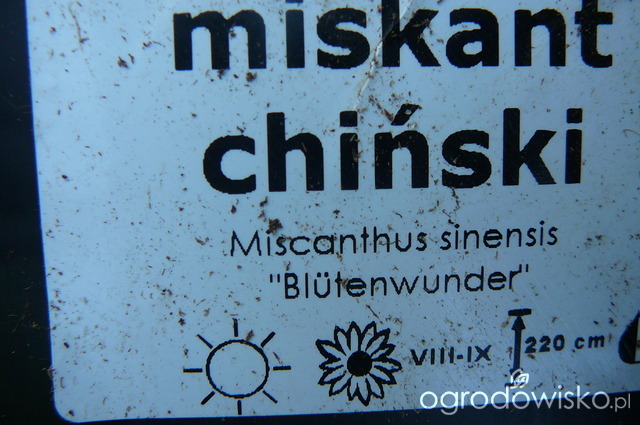 miskant
chiński
Miscanthus sinensis
"Blütenwunder"
VIII-IX
220 cm
ogrodowisko.pl